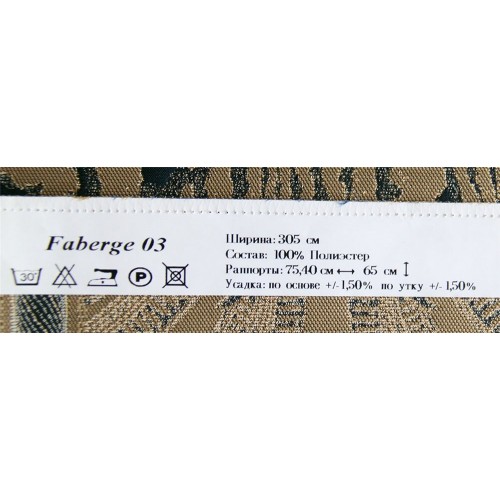 Faberge 03
30°
P
Ширина: 305 см
Состав: 100% Полиэстер
Раппорты: 75,40 см ↔ 65 см ↕
Усадка: по основе +/-1,50% по утку +/-1,50%